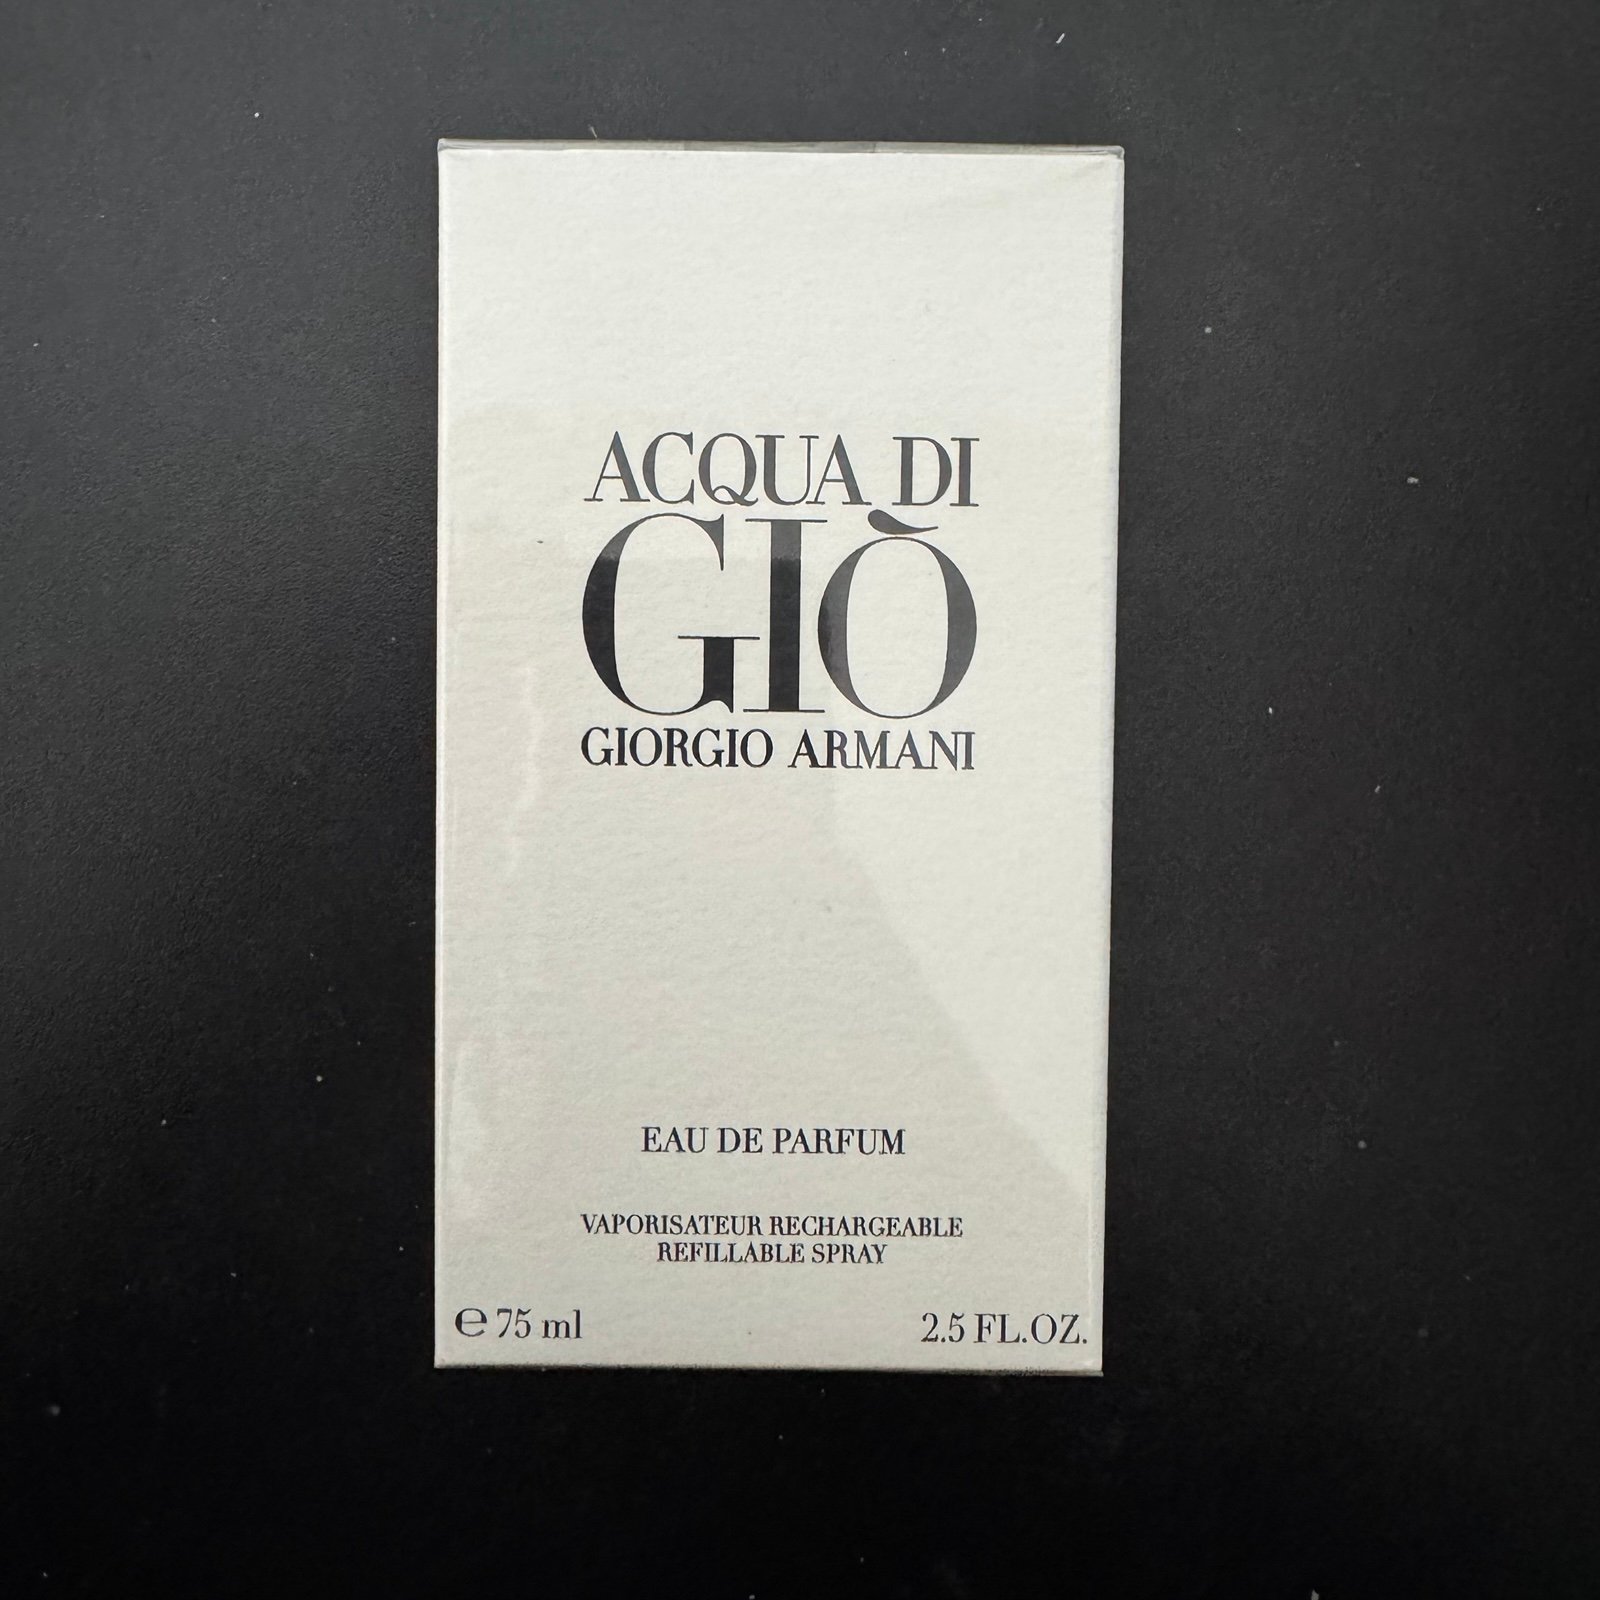 ACQUA DI
GIÒ
GIORGIO ARMANI
EAU DE PARFUM
VAPORISATEUR RECHARGEABLE
REFILLABLE SPRAY
℮ 75 ml 2.5 FL.OZ.